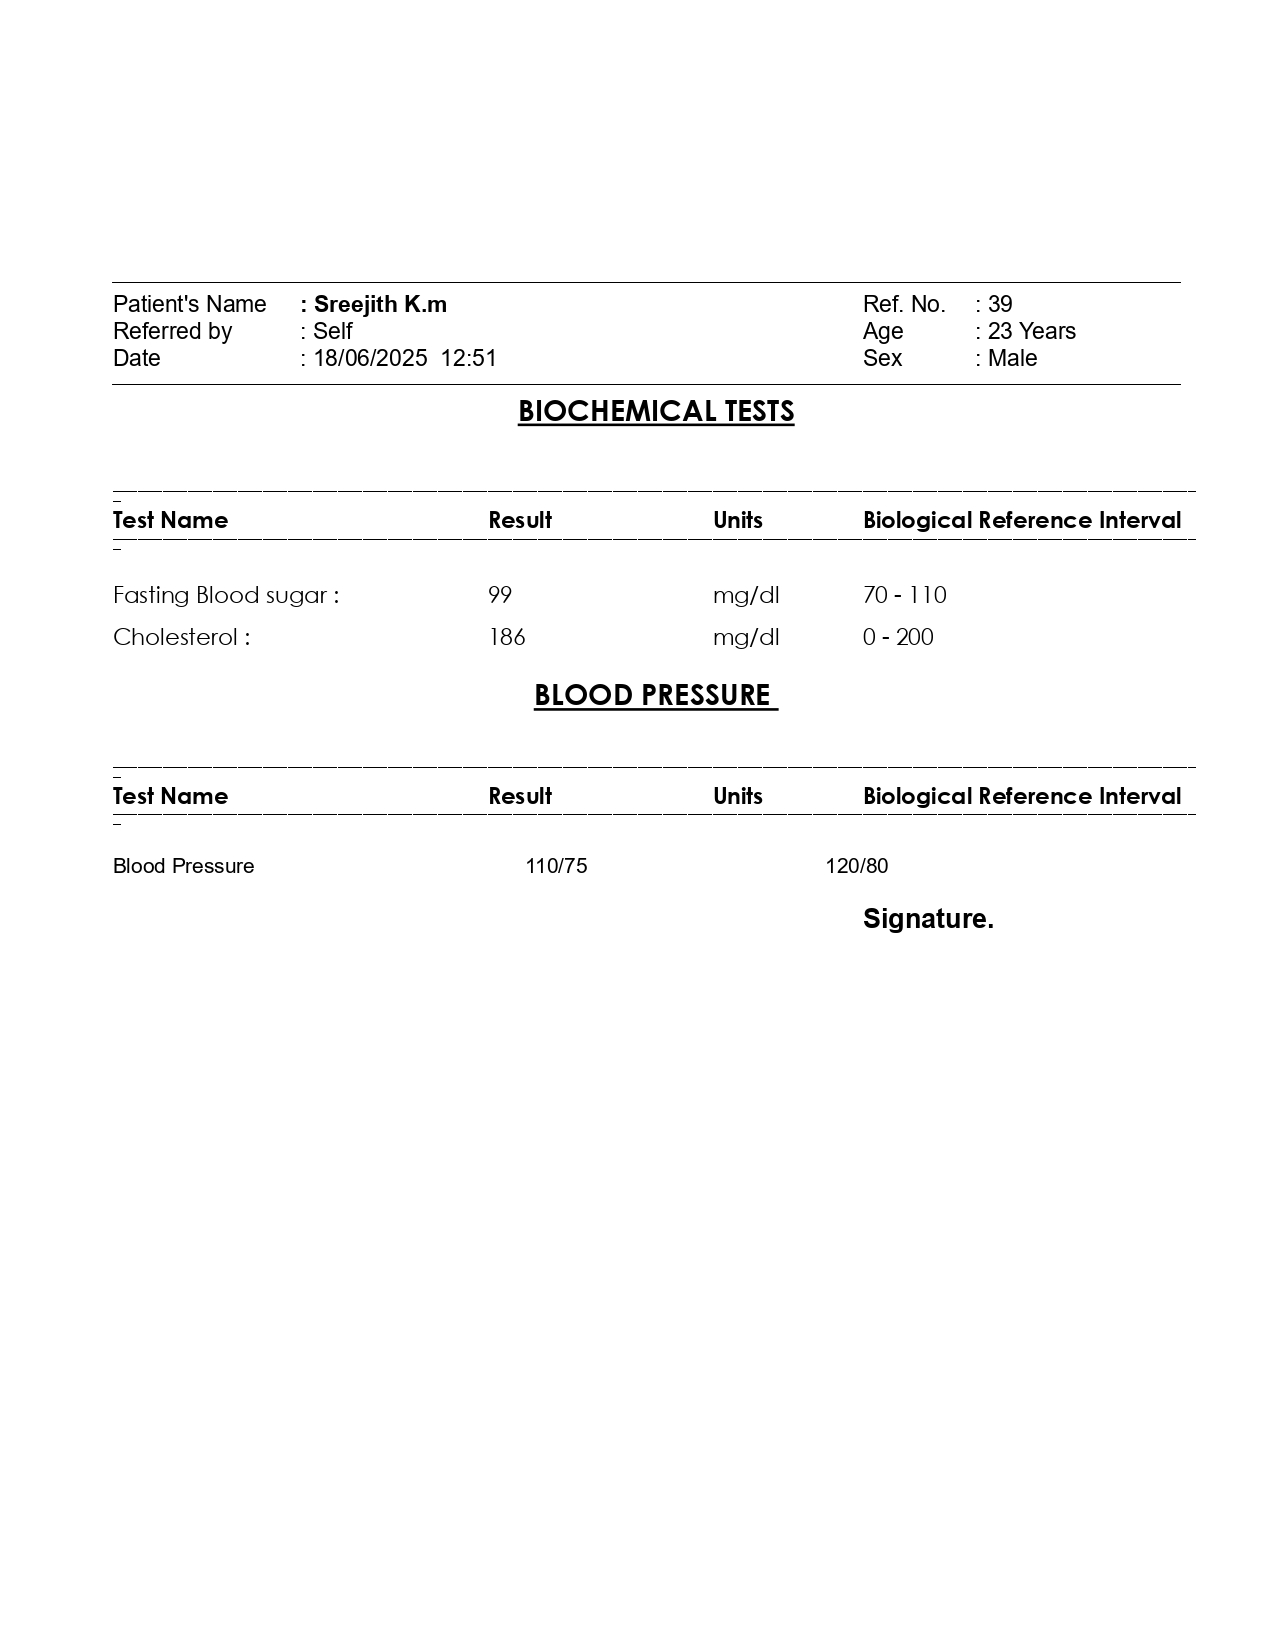 Patient's Name : Sreejith K.m Ref. No. : 39
Referred by : Self Age : 23 Years
Date : 18/06/2025 12:51 Sex : Male
BIOCHEMICAL TESTS
Test Name Result Units Biological Reference Interval
Fasting Blood sugar : 99 mg/dl 70 - 110
Cholesterol : 186 mg/dl 0 - 200
BLOOD PRESSURE
Test Name Result Units Biological Reference Interval
Blood Pressure 110/75 120/80
Signature.